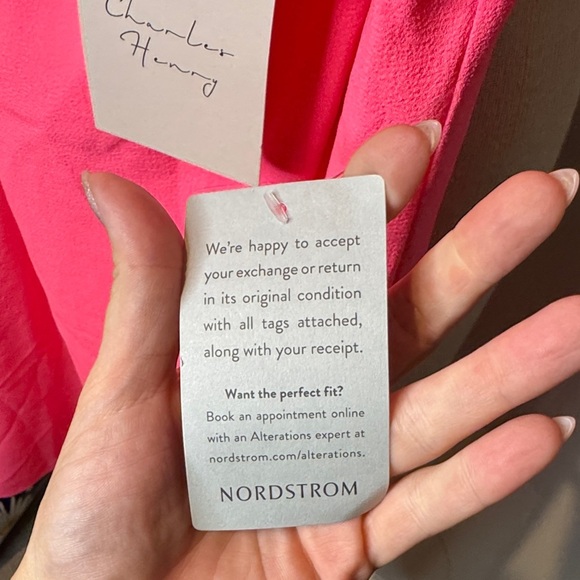 Charles
Henry
We're happy to accept
your exchange or return
in its original condition
with all tags attached,
along with your receipt.
Want the perfect fit?
Book an appointment online
with an Alterations expert at
nordstrom.com/alterations.
NORDSTROM